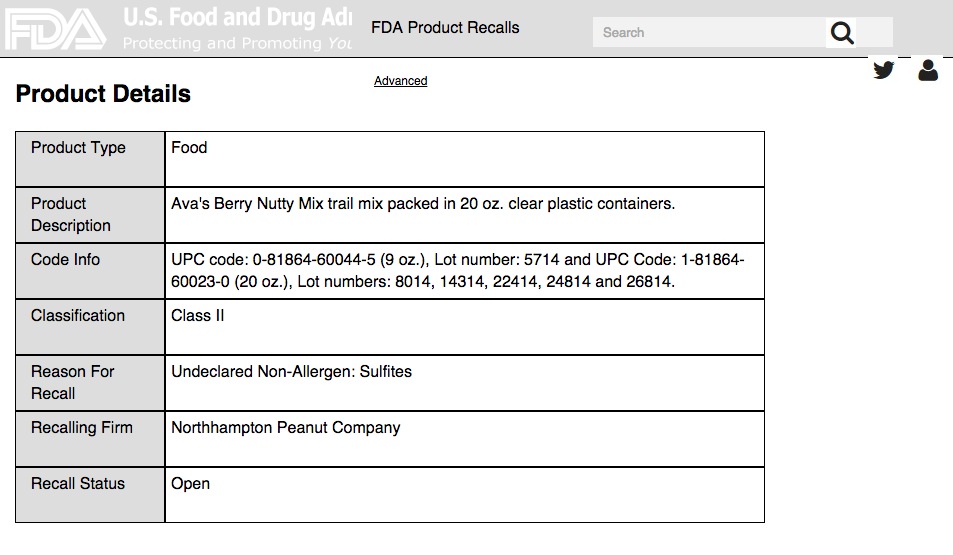 FDA
U.S. Food and Drug
Protecting and Promoting
FDA Product Recalls
Search
Advanced
Product Details
Product Type
Food
Product
Description
Ava's Berry Nutty Mix trail mix packed in 20 oz. clear plastic containers.
Code Info
UPC code: 0-81864-60044-5 (9 oz.), Lot number: 5714 and UPC Code: 1-81864-
60023-0 (20 oz.), Lot numbers: 8014, 14314, 22414, 24814 and 26814.
Classification
Class II
Reason For
Recall
Undeclared Non-Allergen: Sulfites
Recalling Firm
Northhampton Peanut Company
Recall Status
Open